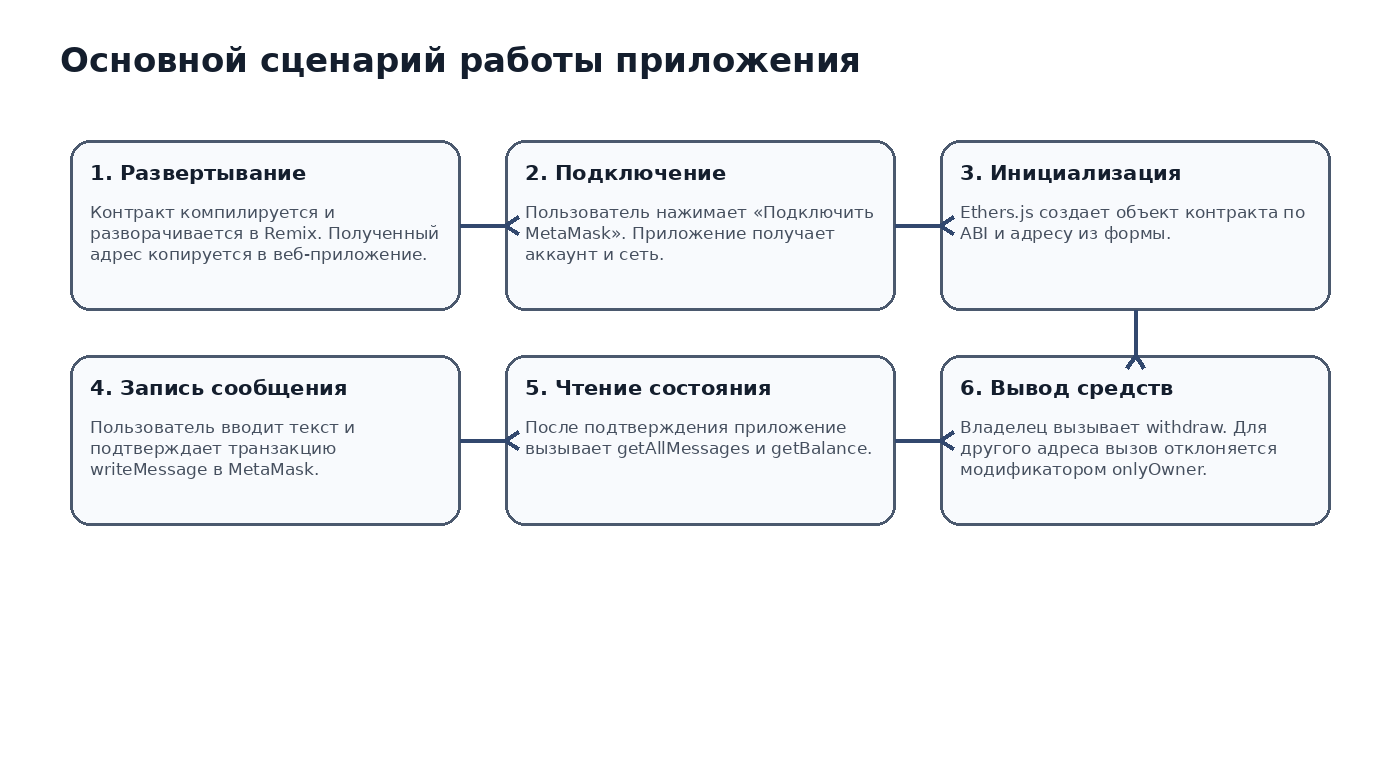 Основной сценарий работы приложения
1. Развертывание
Контракт компилируется и
разворачивается в Remix. Полученный
адрес копируется в веб-приложение.
2. Подключение
Пользователь нажимает «Подключить
MetaMask». Приложение получает
аккаунт и сеть.
3. Инициализация
Ethers.js создает объект контракта по
ABI и адресу из формы.
4. Запись сообщения
Пользователь вводит текст и
подтверждает транзакцию
writeMessage в MetaMask.
5. Чтение состояния
После подтверждения приложение
вызывает getAllMessages и getBalance.
6. Вывод средств
Владелец вызывает withdraw. Для
другого адреса вызов отклоняется
модификатором onlyOwner.